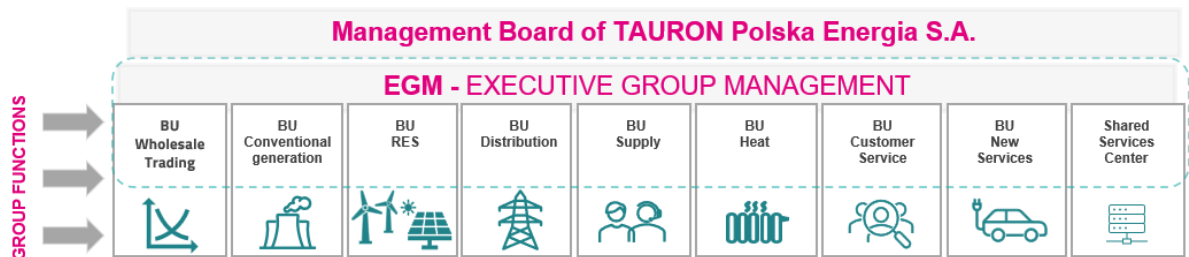 Management Board of TAURON Polska Energia S.A.
EGM - EXECUTIVE GROUP MANAGEMENT
GROUP FUNCTIONS
BU
Wholesale
Trading
BU
Conventional
generation
BU
RES
BU
Distribution
BU
Supply
BU
Heat
BU
Customer
Service
BU
New
Services
Shared
Services
Center